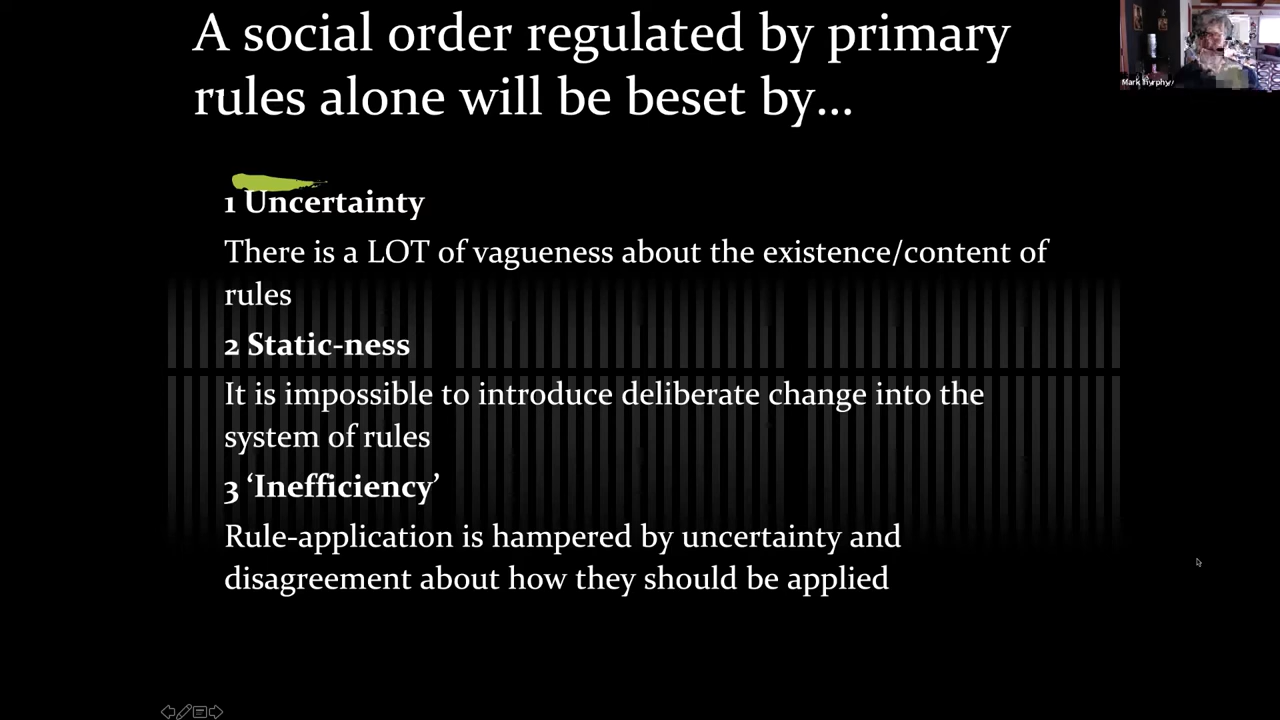 A social order regulated by primary
rules alone will be beset by...
Mark Murphy
1 Uncertainty
There is a LOT of vagueness about the existence/content of
rules
2 Static-ness
It is impossible to introduce deliberate change into the
system of rules
3 ‘Inefficiency’
Rule-application is hampered by uncertainty and
disagreement about how they should be applied